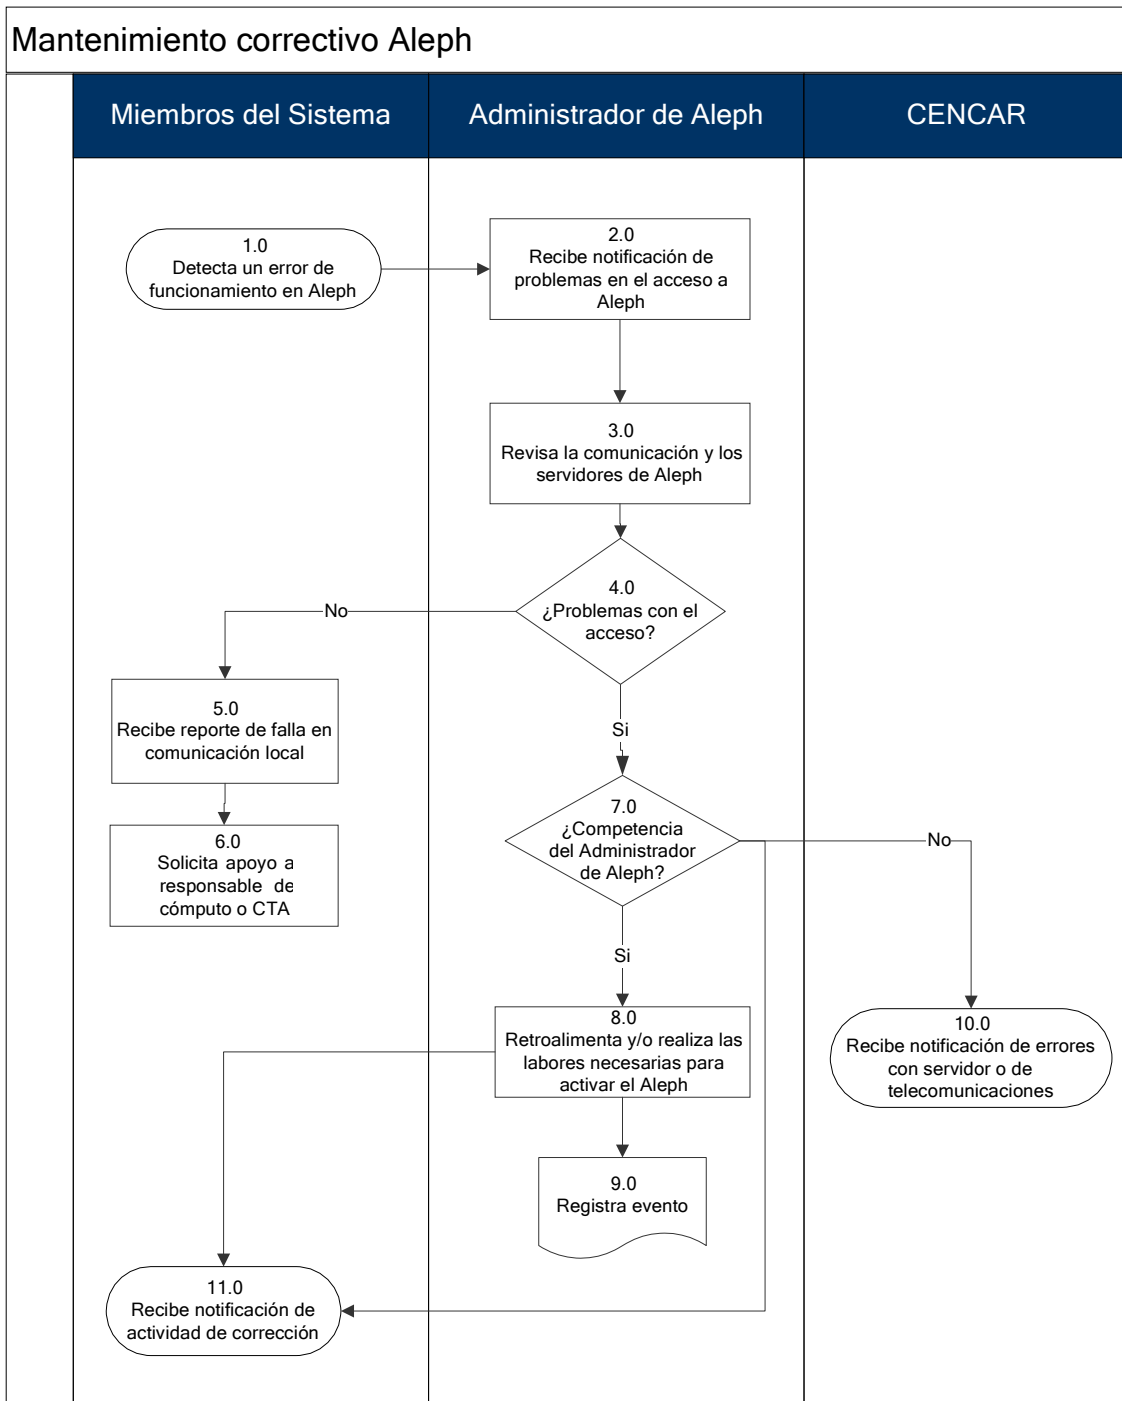 Mantenimiento correctivo Aleph
Miembros del Sistema
Administrador de Aleph
CENCAR
1.0
Detecta un error de
funcionamiento en Aleph
2.0
Recibe notificación de
problemas en el acceso a
Aleph
3.0
Revisa la comunicación y los
servidores de Aleph
4.0
¿Problemas con el
acceso?
No
Si
5.0
Recibe reporte de falla en
comunicación local
6.0
Solicita apoyo a
responsable de
cómputo o CTA
7.0
¿Competencia
del Administrador
de Aleph?
No
Si
8.0
Retroalimenta y/o realiza las
labores necesarias para
activar el Aleph
9.0
Registra evento
10.0
Recibe notificación de errores
con servidor o de
telecomunicaciones
11.0
Recibe notificación de
actividad de corrección